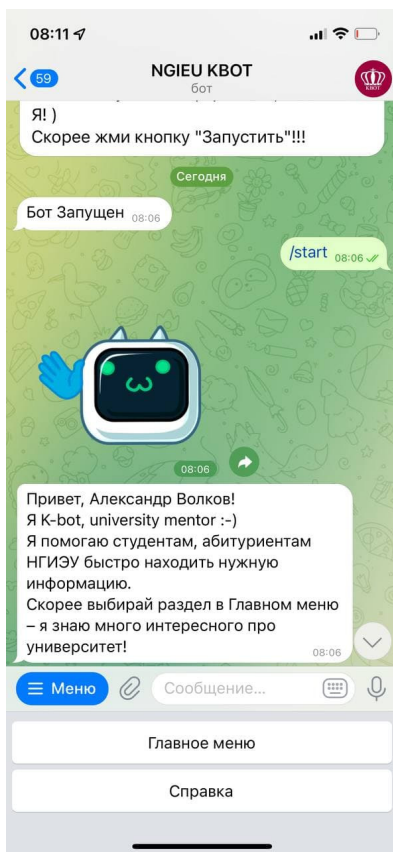 08:11
59
NGIEU KBOT
бот
KBOT
Я! )
Скорее жми кнопку "Запустить"!!!
Сегодня
Бот Запущен 08:06
/start 08:06
08:06
Привет, Александр Волков!
Я K-bot, university mentor :-)
Я помогаю студентам, абитуриентам
НГИЭУ быстро находить нужную
информацию.
Скорее выбирай раздел в Главном меню
– я знаю много интересного про
университет! 08:06
Меню
Сообщение...
Главное меню
Справка